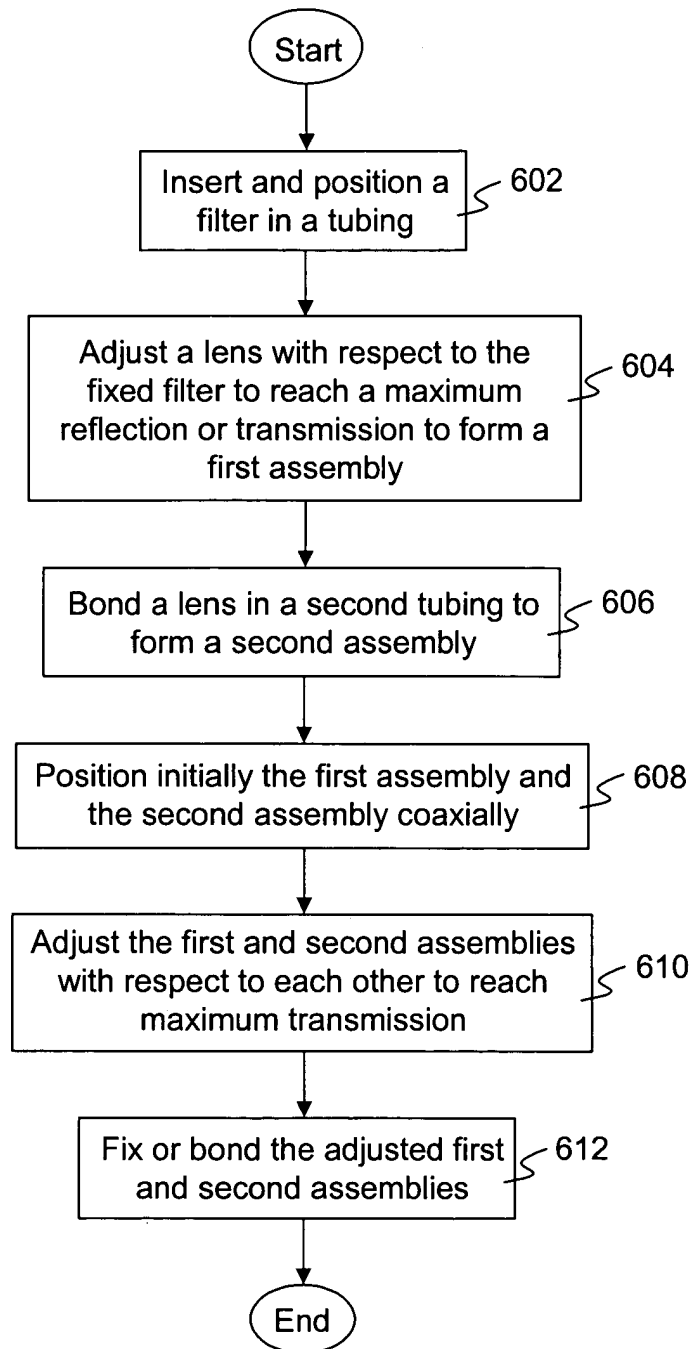 Start
Insert and position a
filter in a tubing
602
Adjust a lens with respect to the
fixed filter to reach a maximum
reflection or transmission to form a
first assembly
604
Bond a lens in a second tubing to
form a second assembly
606
Position initially the first assembly and
the second assembly coaxially
608
Adjust the first and second assemblies
with respect to each other to reach
maximum transmission
610
Fix or bond the adjusted first
and second assemblies
612
End